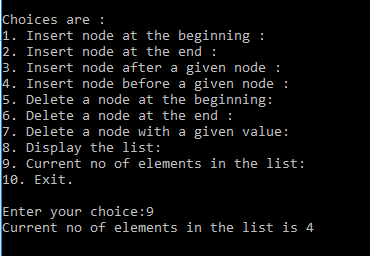 Choices are :
1. Insert node at the beginning :
2. Insert node at the end :
3. Insert node after a given node :
4. Insert node before a given node :
5. Delete a node at the beginning:
6. Delete a node at the end :
7. Delete a node with a given value:
8. Display the list:
9. Current no of elements in the list:
10. Exit.
Enter your choice:9
Current no of elements in the list is 4